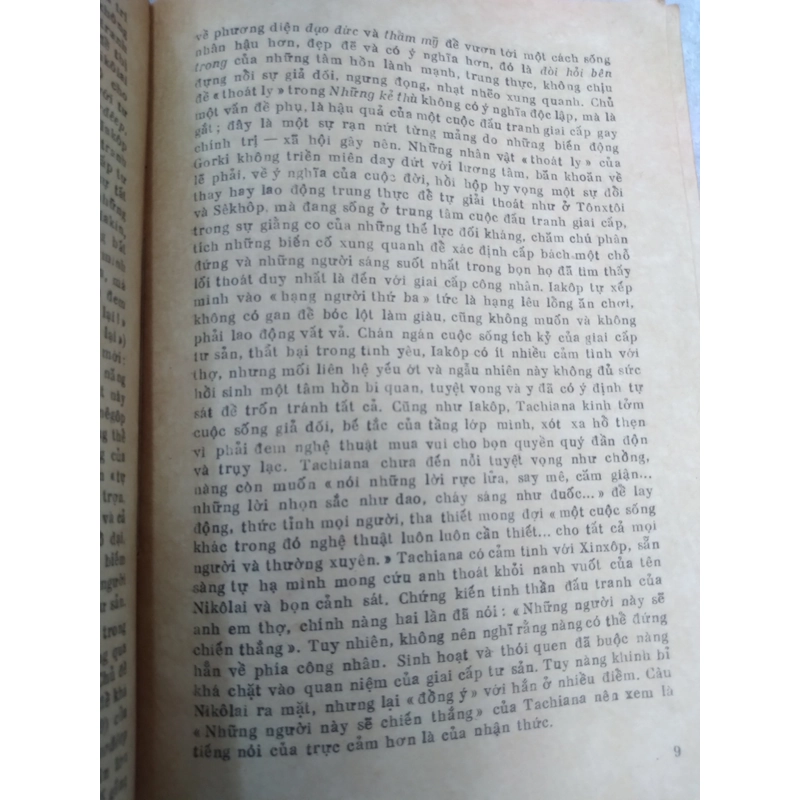 về phương diện đạo đức và thầm mỹ đề vươn tới một cách sống
nhân hậu hơn, đẹp đẽ và có ý nghĩa hơn, đó là đòi hỏi bên
trong của những tâm hồn lành mạnh, trung thực, không chịu
đựng nồi sự giả dối, ngưng đọng, nhạt nhẽo xung quanh. Chủ
đề « thoát ly » trong Những kẻ thù không có ý nghĩa độc lập, mà là
một vấn đề phụ, là hậu quả của một cuộc đấu tranh giai cấp gay
gắt ; đây là một sự rạn nứt từng mảng do những biến động
chính trị — xã hội gây nên. Những nhân vật « thoát ly » của
Gorki không triền miên day dứt với lương tâm, băn khoăn về
lẽ phải, về ý nghĩa của cuộc đời, hồi hộp hy vọng một sự đồi
thay hay lao động trung thực đề tự giải thoát như ở Tônxtôi
và Sêkhôp, mà đang sống ở trung tâm cuộc đấu tranh giai cấp,
trong sự giằng co của những thế lực đối kháng, chăm chú phân
tích những biến cố xung quanh đề xác định cấp bách một chỗ
đứng và những người sáng suốt nhất trong bọn họ đã tìm thấy
lối thoát duy nhất là đến với giai cấp công nhân. Iakôp tự xếp
mình vào « hạng người thứ ba » tức là hạng lêu lồng ăn chơi,
không có gan đề bóc lột làm giàu, cũng không muốn và không
phải lao động vất vả. Chán ngán cuộc sống ích kỷ của giai cấp
tư sản, thất bại trong tình yêu, Iakôp có ít nhiều cảm tình với
thợ, nhưng mối liên hệ yếu ớt và ngẫu nhiên này không đủ sức
hồi sinh một tâm hồn bi quan, tuyệt vọng và y đã có ý định tự
sát đề trốn tránh tất cả. Cũng như Iakôp, Tachiana kinh tởm
cuộc sống giả dối, bế tắc của tầng lớp mình, xót xa hồ thẹn
vì phải đem nghệ thuật mua vui cho bọn quyền quý đần độn
và trụy lạc. Tachiana chưa đến nỗi tuyệt vọng như chồng,
nàng còn muốn « nói những lời rực lửa, say mê, căm giận...
những lời nhọn sắc như dao, cháy sáng như đuốc... » đề lay
động, thức tỉnh mọi người, tha thiết mong đợi « một cuộc sống
khác trong đó nghệ thuật luôn luôn cần thiết... cho tất cả mọi
người và thường xuyên. » Tachiana có cảm tình với Xinxôp, sẵn
sàng tự hạ mình mong cứu anh thoát khỏi nanh vuốt của tên
Nikôlai và bọn cảnh sát. Chứng kiến tinh thần đấu tranh của
anh em thợ, chính nàng hai lần đã nói : « Những người này sẽ
chiến thắng ». Tuy nhiên, không nên nghĩ rằng nàng có thề đứng
hẳn về phía công nhân. Sinh hoạt và thói quen đã buộc nàng
khá chặt vào quan niệm của giai cấp tư sản. Tuy nàng khinh bỉ
Nikôlai ra mặt, nhưng lại « đồng ý » với hắn ở nhiều điềm. Câu
« Những người này sẽ chiến thắng » của Tachiana nên xem là
tiếng nói của trực cảm hơn là của nhận thức.
9